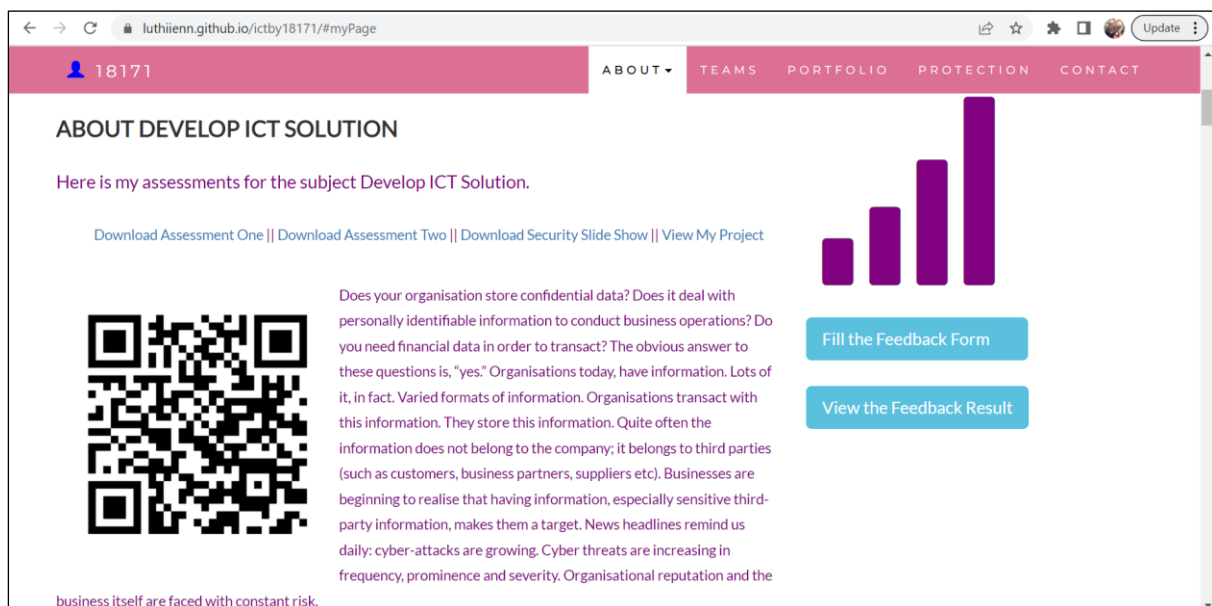 luthiienn.github.io/ictby18171/#myPage
Update
18171
ABOUT TEAMS PORTFOLIO PROTECTION CONTACT
ABOUT DEVELOP ICT SOLUTION
Here is my assessments for the subject Develop ICT Solution.
Download Assessment One || Download Assessment Two || Download Security Slide Show || View My Project
Does your organisation store confidential data? Does it deal with
personally identifiable information to conduct business operations? Do
you need financial data in order to transact? The obvious answer to
these questions is, “yes.” Organisations today, have information. Lots of
it, in fact. Varied formats of information. Organisations transact with
this information. They store this information. Quite often the
information does not belong to the company; it belongs to third parties
(such as customers, business partners, suppliers etc). Businesses are
beginning to realise that having information, especially sensitive third-
party information, makes them a target. News headlines remind us
daily: cyber-attacks are growing. Cyber threats are increasing in
frequency, prominence and severity. Organisational reputation and the
business itself are faced with constant risk.
Fill the Feedback Form
View the Feedback Result